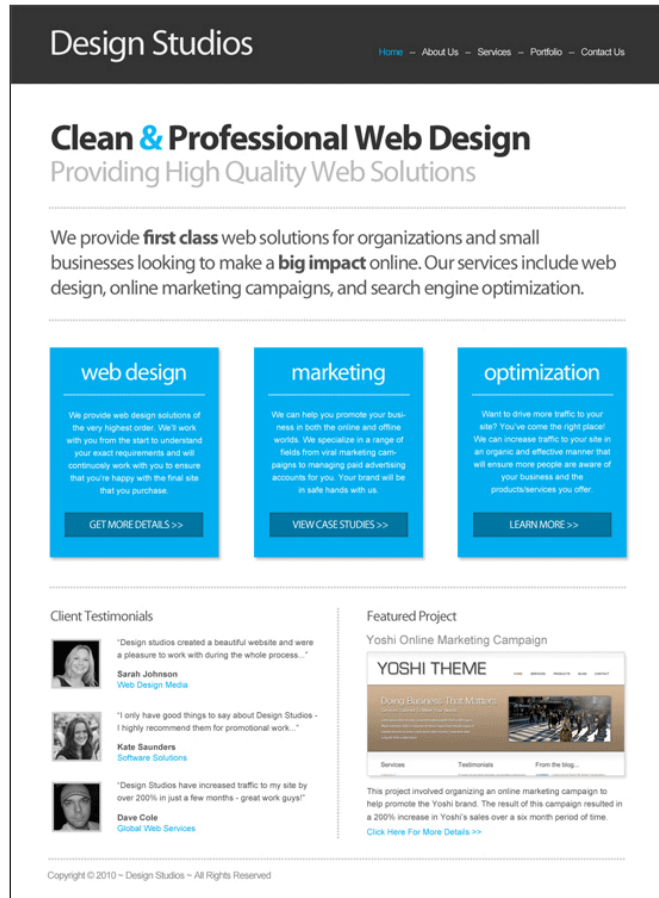 Design Studios
Home – About Us – Services – Portfolio – Contact Us
Clean & Professional Web Design
Providing High Quality Web Solutions
We provide first class web solutions for organizations and small
businesses looking to make a big impact online. Our services include web
design, online marketing campaigns, and search engine optimization.
web design
We provide web design solutions of
the very highest order. We'll work
with you from the start to understand
your exact requirements and will
continuosly work with you to ensure
that you're happy with the final site
that you purchase.
GET MORE DETAILS >>
marketing
We can help you promote your busi-
ness in both the online and offline
worlds. We specialize in a range of
fields from viral marketing cam-
paigns to managing paid advertising
accounts for you. Your brand will be
in safe hands with us.
VIEW CASE STUDIES >>
optimization
Want to drive more traffic to your
site? You've come the right place!
We can increase traffic to your site in
an organic and effective manner that
will ensure more people are aware of
your business and the
products/services you offer.
LEARN MORE >>
Client Testimonials
"Design studios created a beautiful website and were
a pleasure to work with during the whole process..."
Sarah Johnson
Web Design Media
"I only have good things to say about Design Studios -
I highly recommend them for promotional work..."
Kate Saunders
Software Solutions
"Design Studios have increased traffic to my site by
over 200% in just a few months - great work guys!"
Dave Cole
Global Web Services
Featured Project
Yoshi Online Marketing Campaign
YOSHI THEME
HOME SERVICES PRODUCTS BLOG CONTACT
Doing Business That Matters
Services Testimonials From the blog...
This project involved organizing an online marketing campaign to
help promote the Yoshi brand. The result of this campaign resulted in
a 200% increase in Yoshi's sales over a six month period of time.
Click Here For More Details >>
Copyright © 2010 ~ Design Studios ~ All Rights Reserved